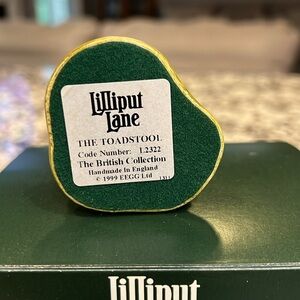 Lilliput
Lane
THE TOADSTOOL
Code Number: L2322
The British Collection
Handmade In England
© 1999 EEGG Ltd
Lilliput